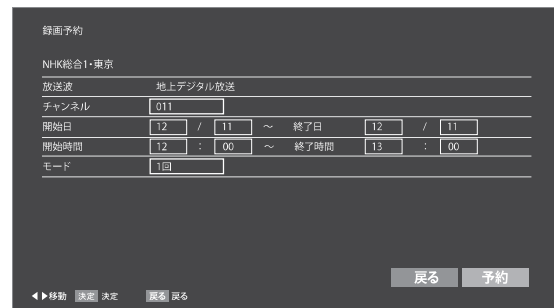 録画予約
NHK総合1・東京
放送波 地上デジタル放送
チャンネル 011
開始日 12 / 11 ～ 終了日 12 / 11
開始時間 12 : 00 ～ 終了時間 13 : 00
モード 1回
戻る 予約
◀▶移動 決定 決定 戻る 戻る